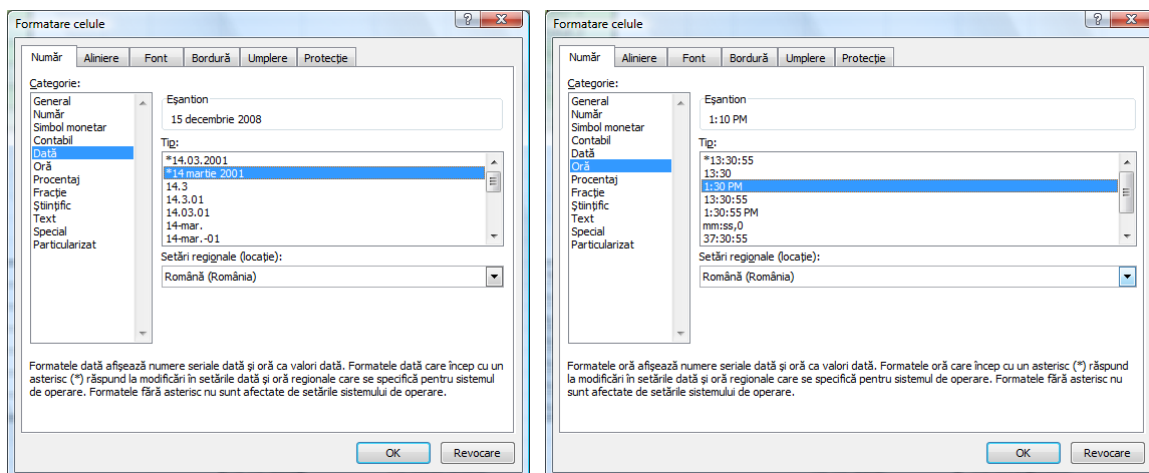 Formatare celule
Număr Aliniere Font Bordură Umplere Protecție
Categorie:
General
Număr
Simbol monetar
Contabil
Dată
Oră
Procentaj
Fracție
Științific
Text
Special
Particularizat
Eșantion
15 decembrie 2008
Tip:
*14.03.2001
*14 martie 2001
14.3
14.3.01
14.03.01
14-mar.
14-mar.-01
Setări regionale (locație):
Română (România)
Formatele dată afișează numere seriale dată și oră ca valori dată. Formatele dată care încep cu un
asterisc (*) răspund la modificări în setările dată și oră regionale care se specifică pentru sistemul
de operare. Formatele fără asterisc nu sunt afectate de setările sistemului de operare.
OK Revocare
Formatare celule
Număr Aliniere Font Bordură Umplere Protecție
Categorie:
General
Număr
Simbol monetar
Contabil
Dată
Oră
Procentaj
Fracție
Științific
Text
Special
Particularizat
Eșantion
1:10 PM
Tip:
*13:30:55
13:30
1:30 PM
13:30:55
1:30:55 PM
mm:ss,0
37:30:55
Setări regionale (locație):
Română (România)
Formatele oră afișează numere seriale dată și oră ca valori dată. Formatele oră care încep cu un asterisc (*) răspund
la modificări în setările dată și oră regionale care se specifică pentru sistemul de operare. Formatele fără asterisc nu
sunt afectate de setările sistemului de operare.
OK Revocare